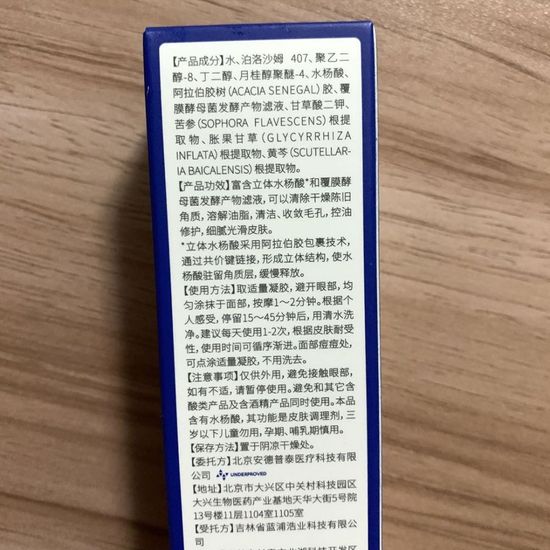 【产品成分】水、泊洛沙姆 407、聚乙二
醇-8、丁二醇、月桂醇聚醚-4、水杨酸、
阿拉伯胶树(ACACIA SENEGAL)胶、覆
膜酵母菌发酵产物滤液、甘草酸二钾、
苦参(SOPHORA FLAVESCENS)根提
取物、胀果甘草(GLYCYRRHIZA
INFLATA)根提取物、黄芩(SCUTELLAR-
IA BAICALENSIS)根提取物。
【产品功效】富含立体水杨酸*和覆膜酵
母菌发酵产物滤液，可以清除干燥陈旧
角质，溶解油脂，清洁、收敛毛孔，控油
修护，细腻光滑皮肤。
*立体水杨酸采用阿拉伯胶包裹技术，
通过共价键链接，形成立体结构，使水
杨酸驻留角质层，缓慢释放。
【使用方法】取适量凝胶，避开眼部，均
匀涂抹于面部，按摩1~2分钟。根据个
人感受，停留15~45分钟后，用清水洗
净。建议每天使用1-2次，根据皮肤耐受
性，使用时间可循序渐进。面部痘痘处，
可点涂适量凝胶，不用洗去。
【注意事项】仅供外用，避免接触眼部，
如有不适，请暂停使用。避免和其它含
酸类产品及含酒精产品同时使用。本品
含有水杨酸，其功能是皮肤调理剂，三
岁以下儿童勿用，孕期、哺乳期慎用。
【保存方法】置于阴凉干燥处。
【委托方】北京安德普泰医疗科技有限
公司 UNDERPROVED
【地址】北京市大兴区中关村科技园区
大兴生物医药产业基地天华大街5号院
13号楼11层1104室1105室
【受托方】吉林省蓝浦浩业科技有限公
司